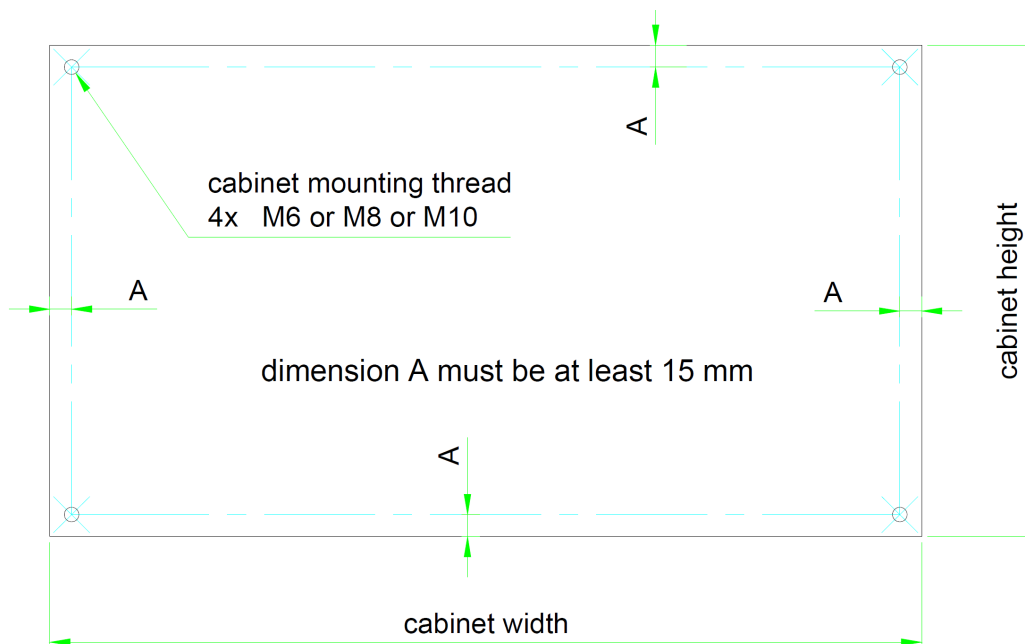 A
cabinet mounting thread
4x M6 or M8 or M10
A
A
cabinet height
dimension A must be at least 15 mm
A
cabinet width